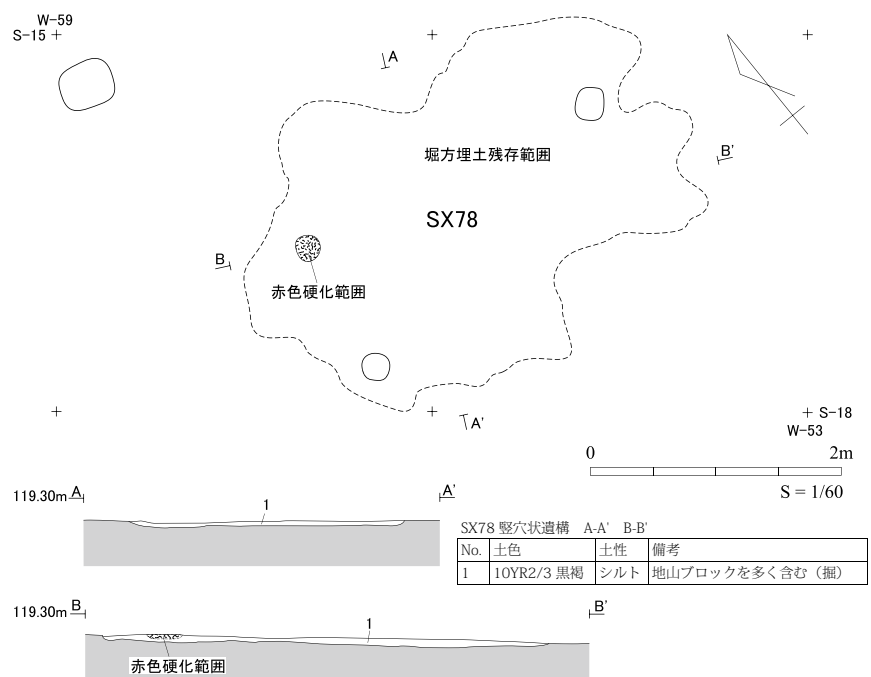 W-59
S-15
A
堀方埋土残存範囲
B'
SX78
B
赤色硬化範囲
A'
S-18
W-53
0 2m
S = 1/60
119.30m A A'
1
SX78 竪穴状遺構 A-A' B-B'
No. 土色 土性 備考
1 10YR2/3 黒褐 シルト 地山ブロックを多く含む（掘）
119.30m B B'
1
赤色硬化範囲